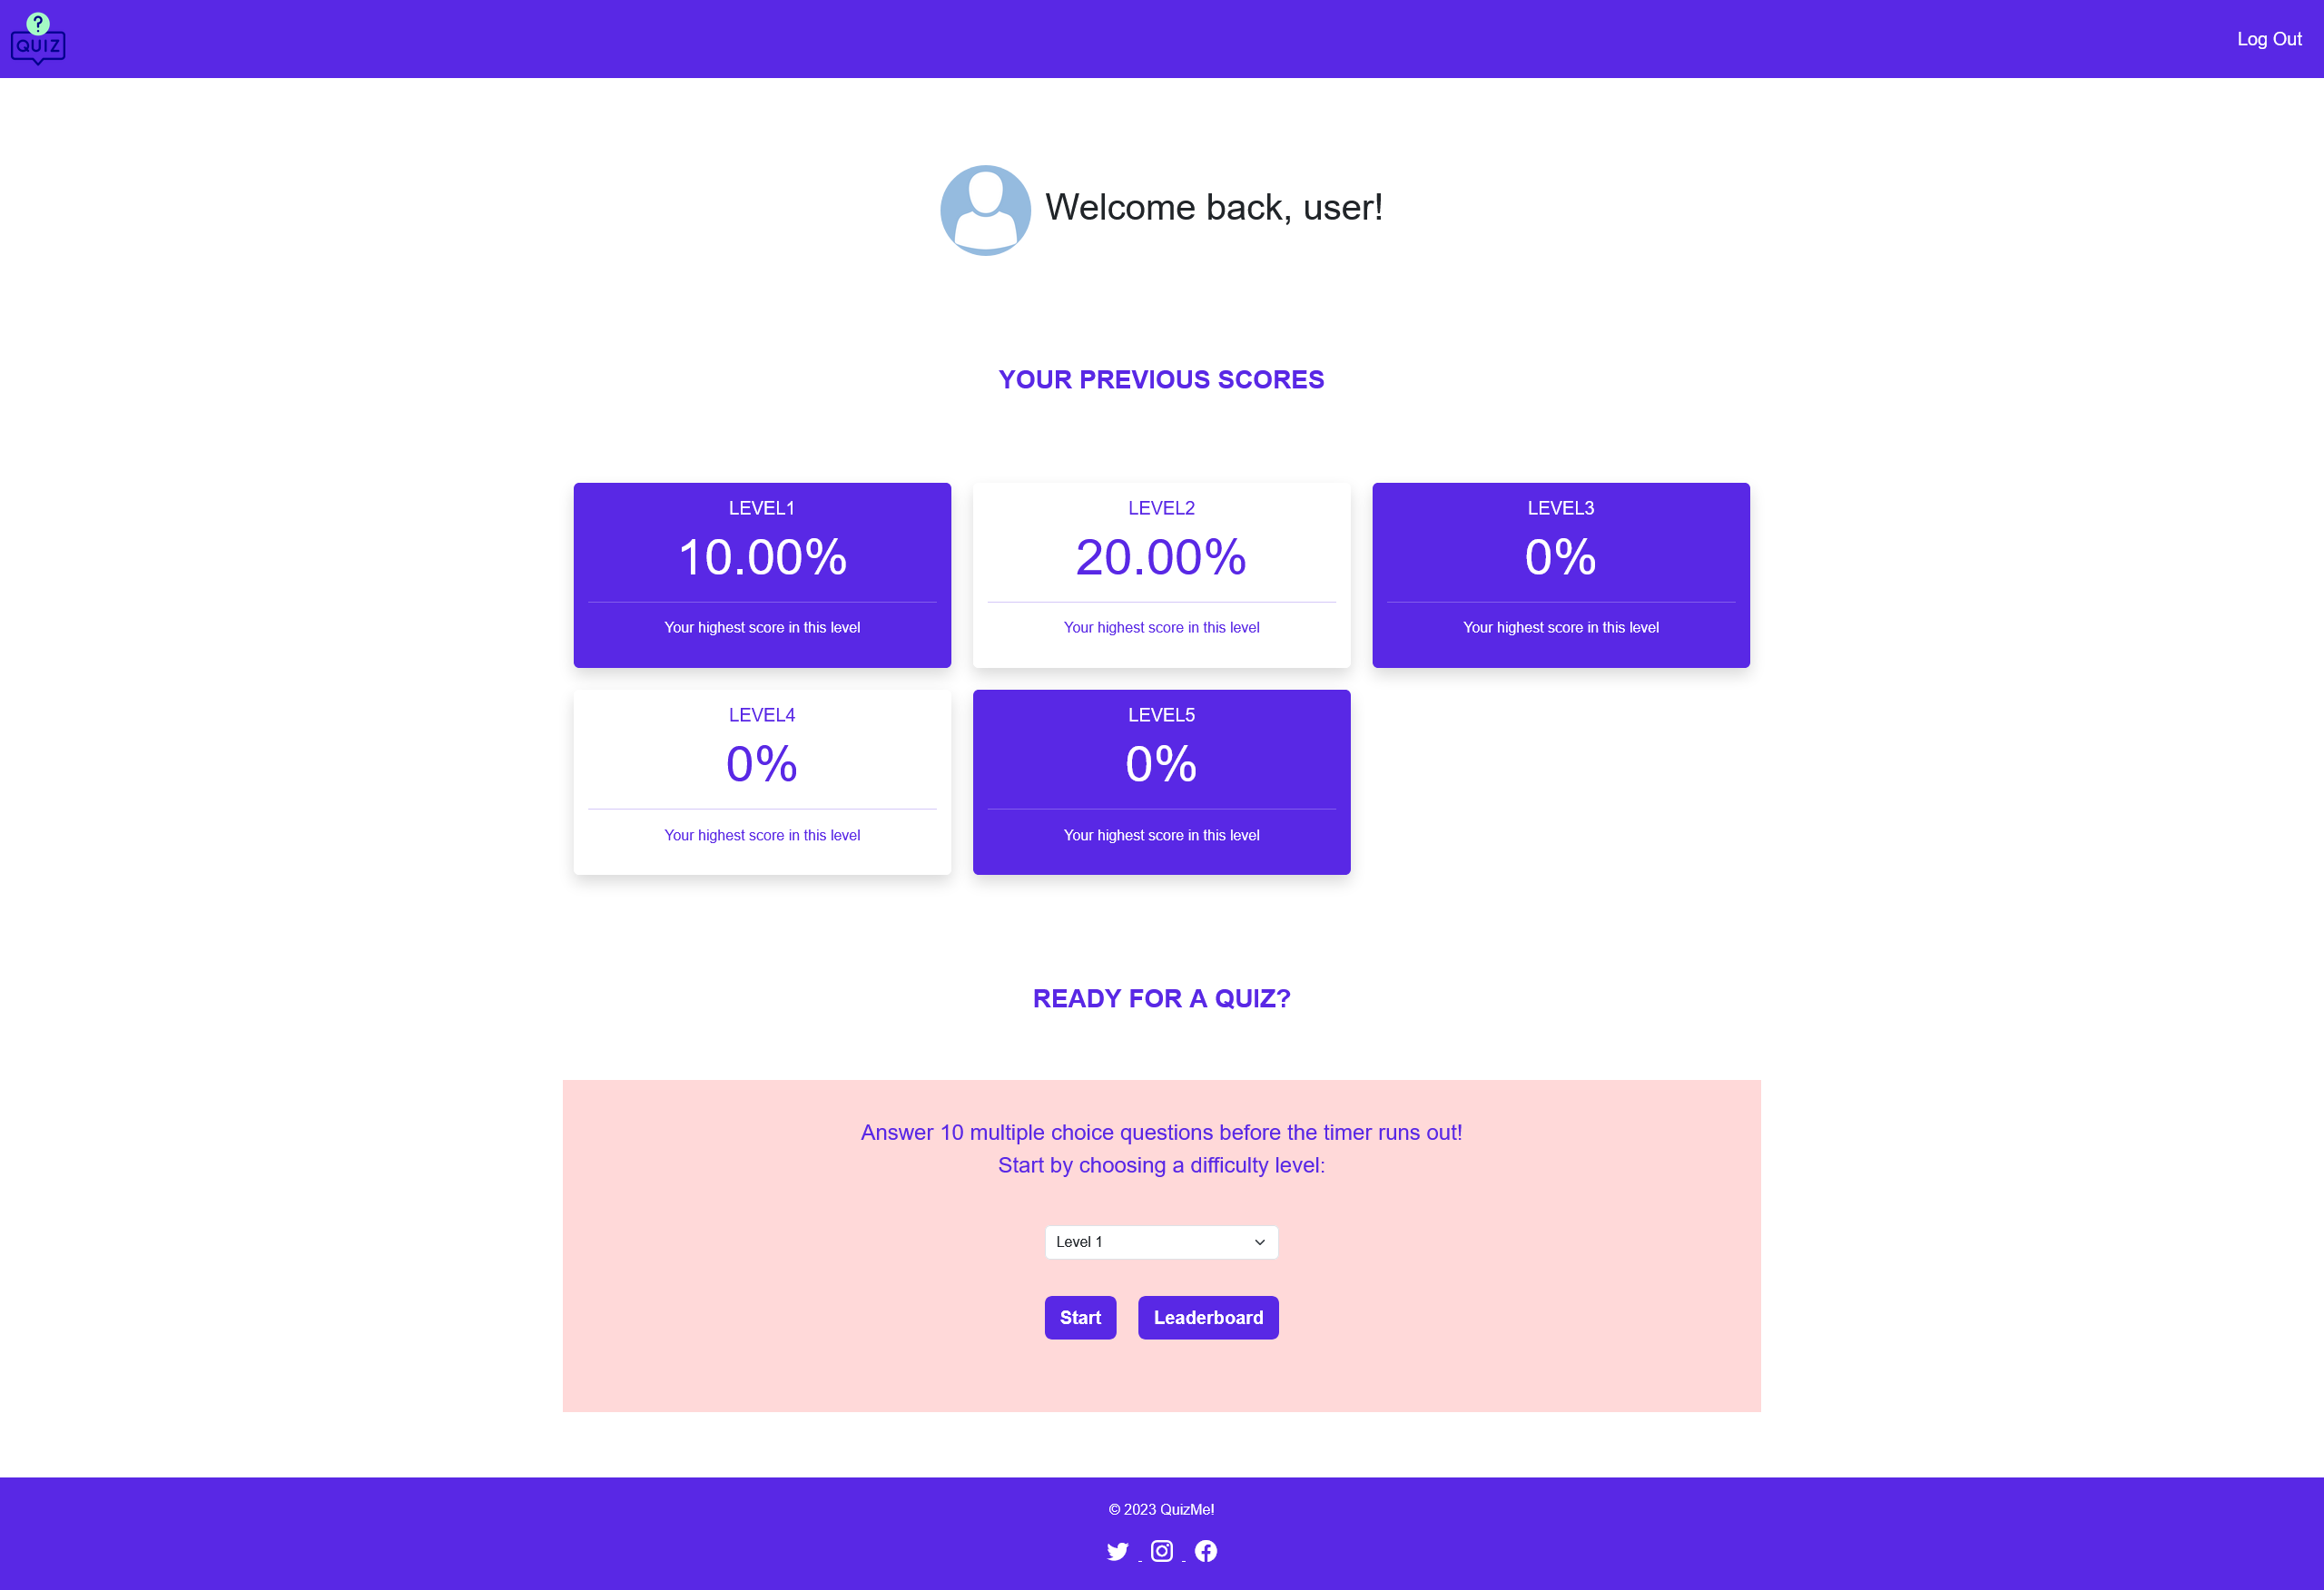 ?
QUIZ
Log Out
Welcome back, user!
YOUR PREVIOUS SCORES
LEVEL1
10.00%
Your highest score in this level
LEVEL2
20.00%
Your highest score in this level
LEVEL3
0%
Your highest score in this level
LEVEL4
0%
Your highest score in this level
LEVEL5
0%
Your highest score in this level
READY FOR A QUIZ?
Answer 10 multiple choice questions before the timer runs out!
Start by choosing a difficulty level:
Level 1
Start
Leaderboard
© 2023 QuizMe!